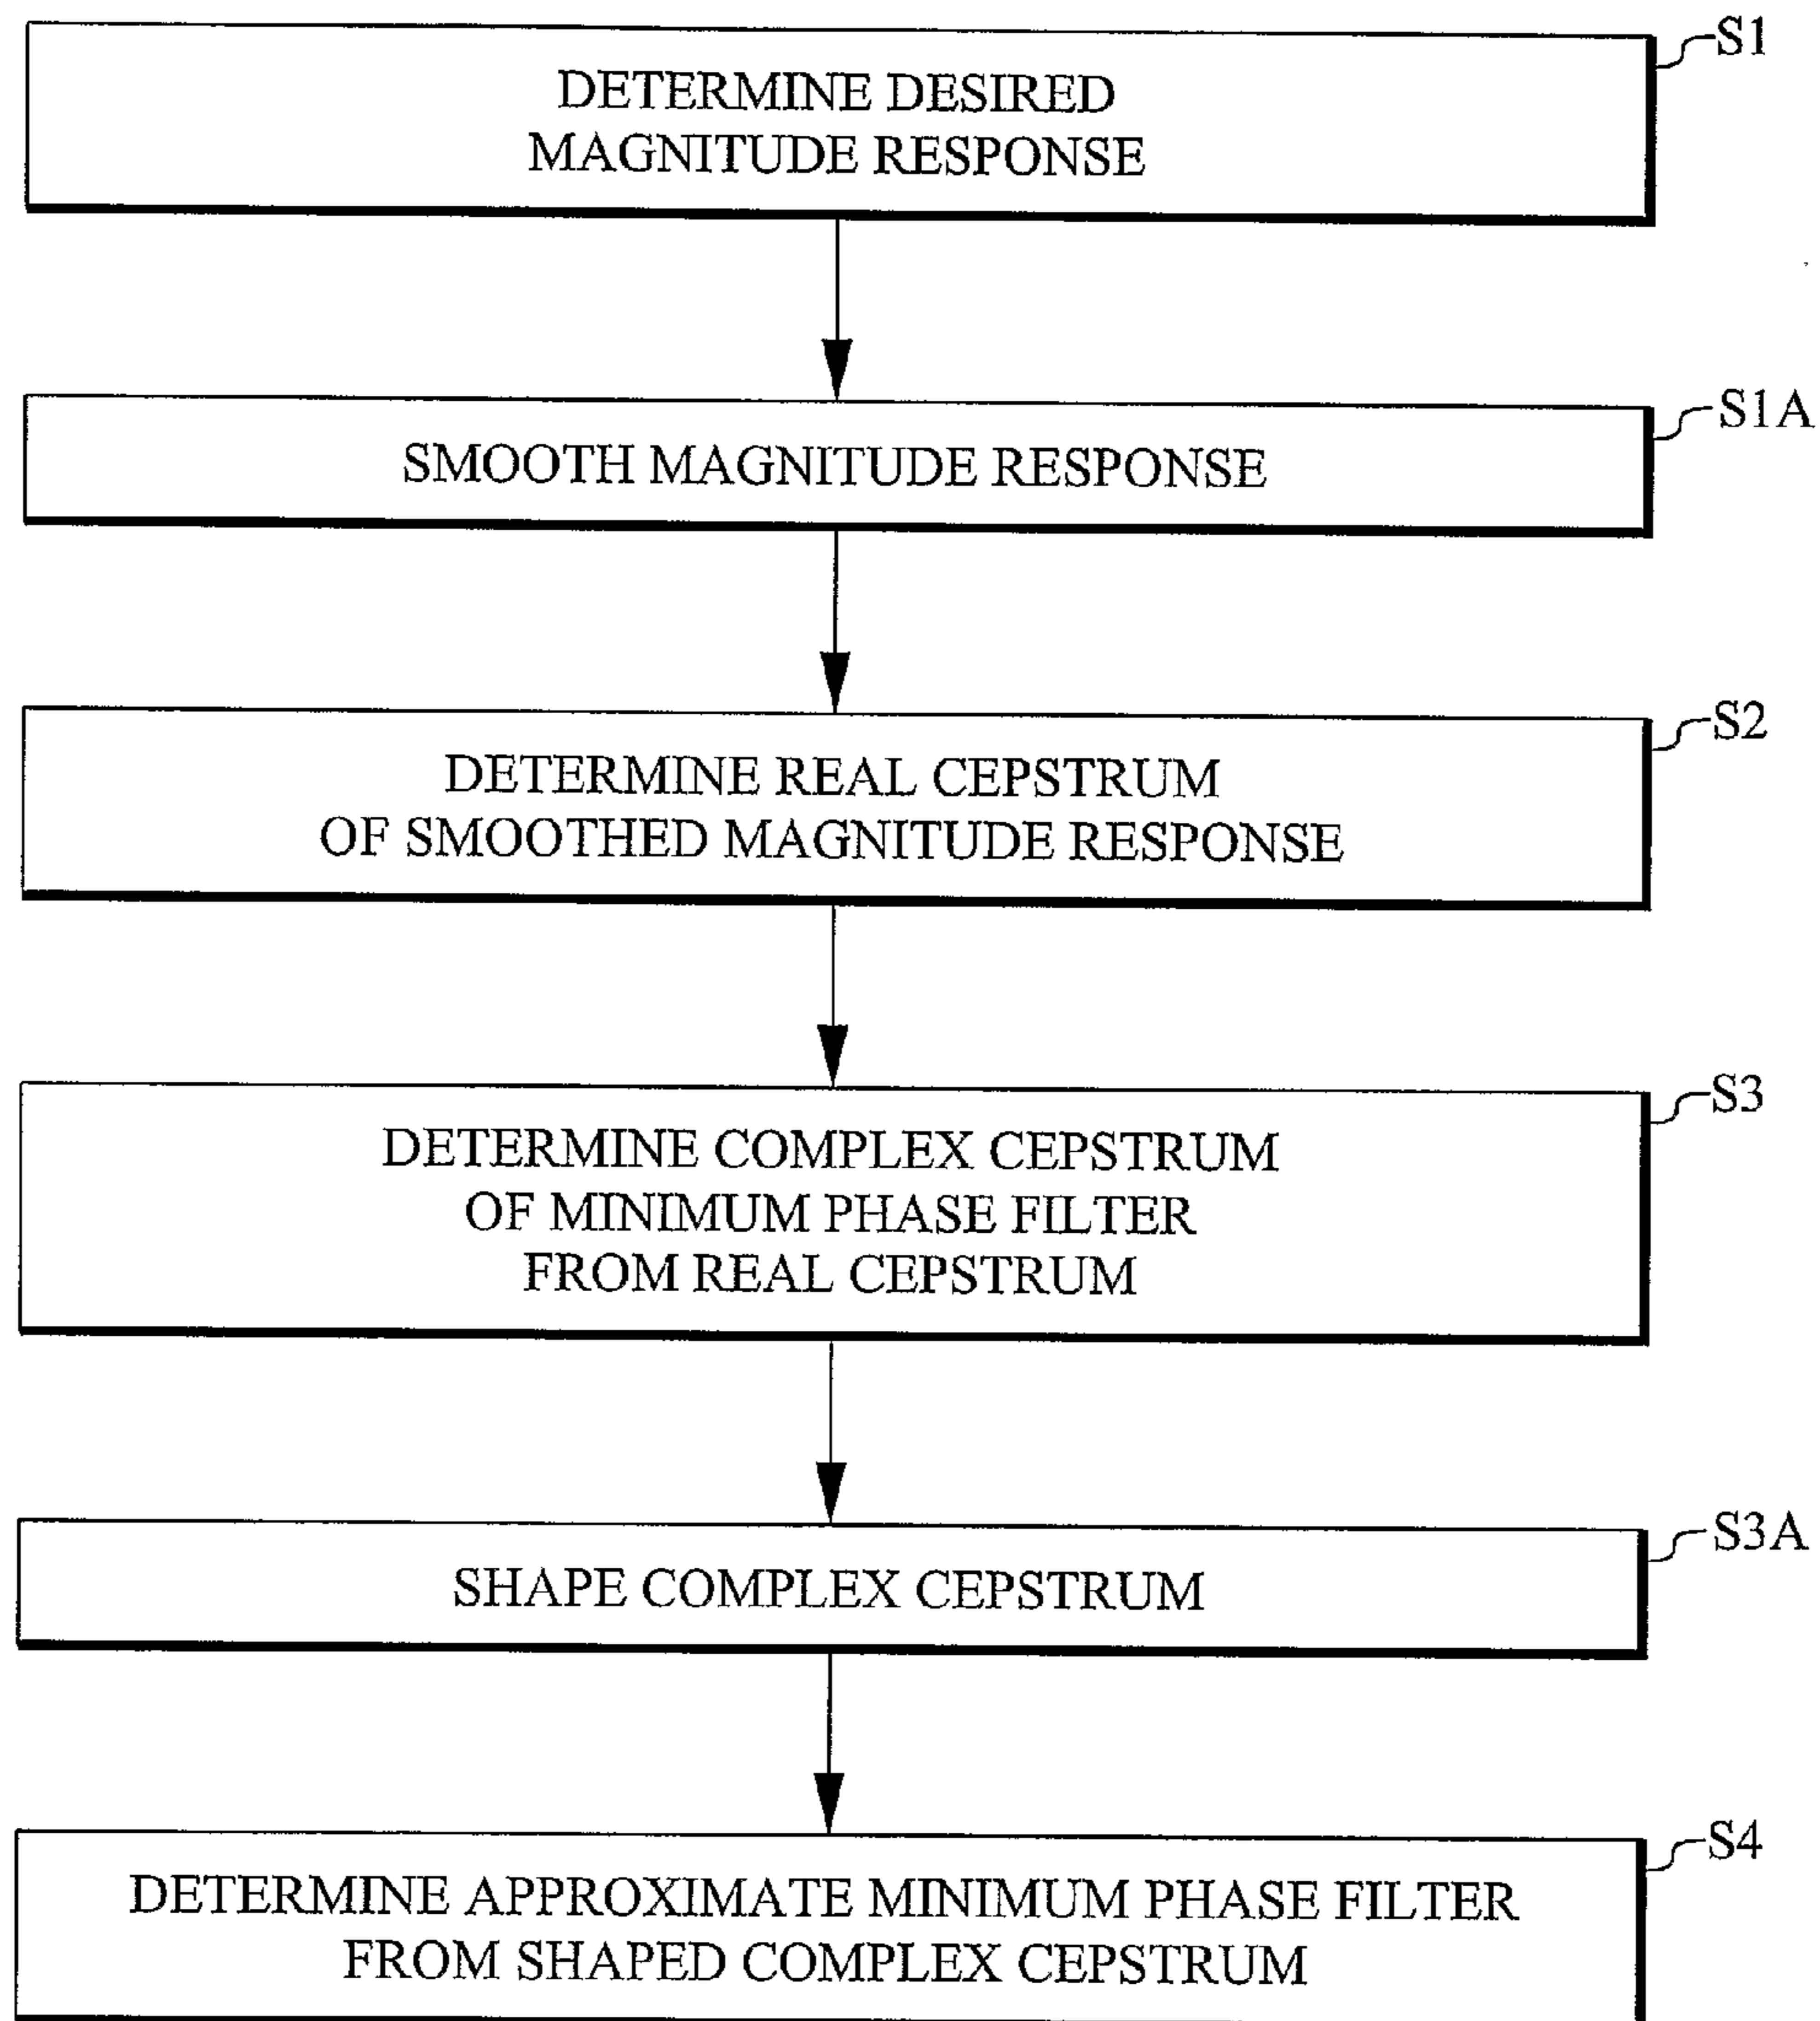 S1
DETERMINE DESIRED
MAGNITUDE RESPONSE
S1A
SMOOTH MAGNITUDE RESPONSE
S2
DETERMINE REAL CEPSTRUM
OF SMOOTHED MAGNITUDE RESPONSE
S3
DETERMINE COMPLEX CEPSTRUM
OF MINIMUM PHASE FILTER
FROM REAL CEPSTRUM
S3A
SHAPE COMPLEX CEPSTRUM
S4
DETERMINE APPROXIMATE MINIMUM PHASE FILTER
FROM SHAPED COMPLEX CEPSTRUM